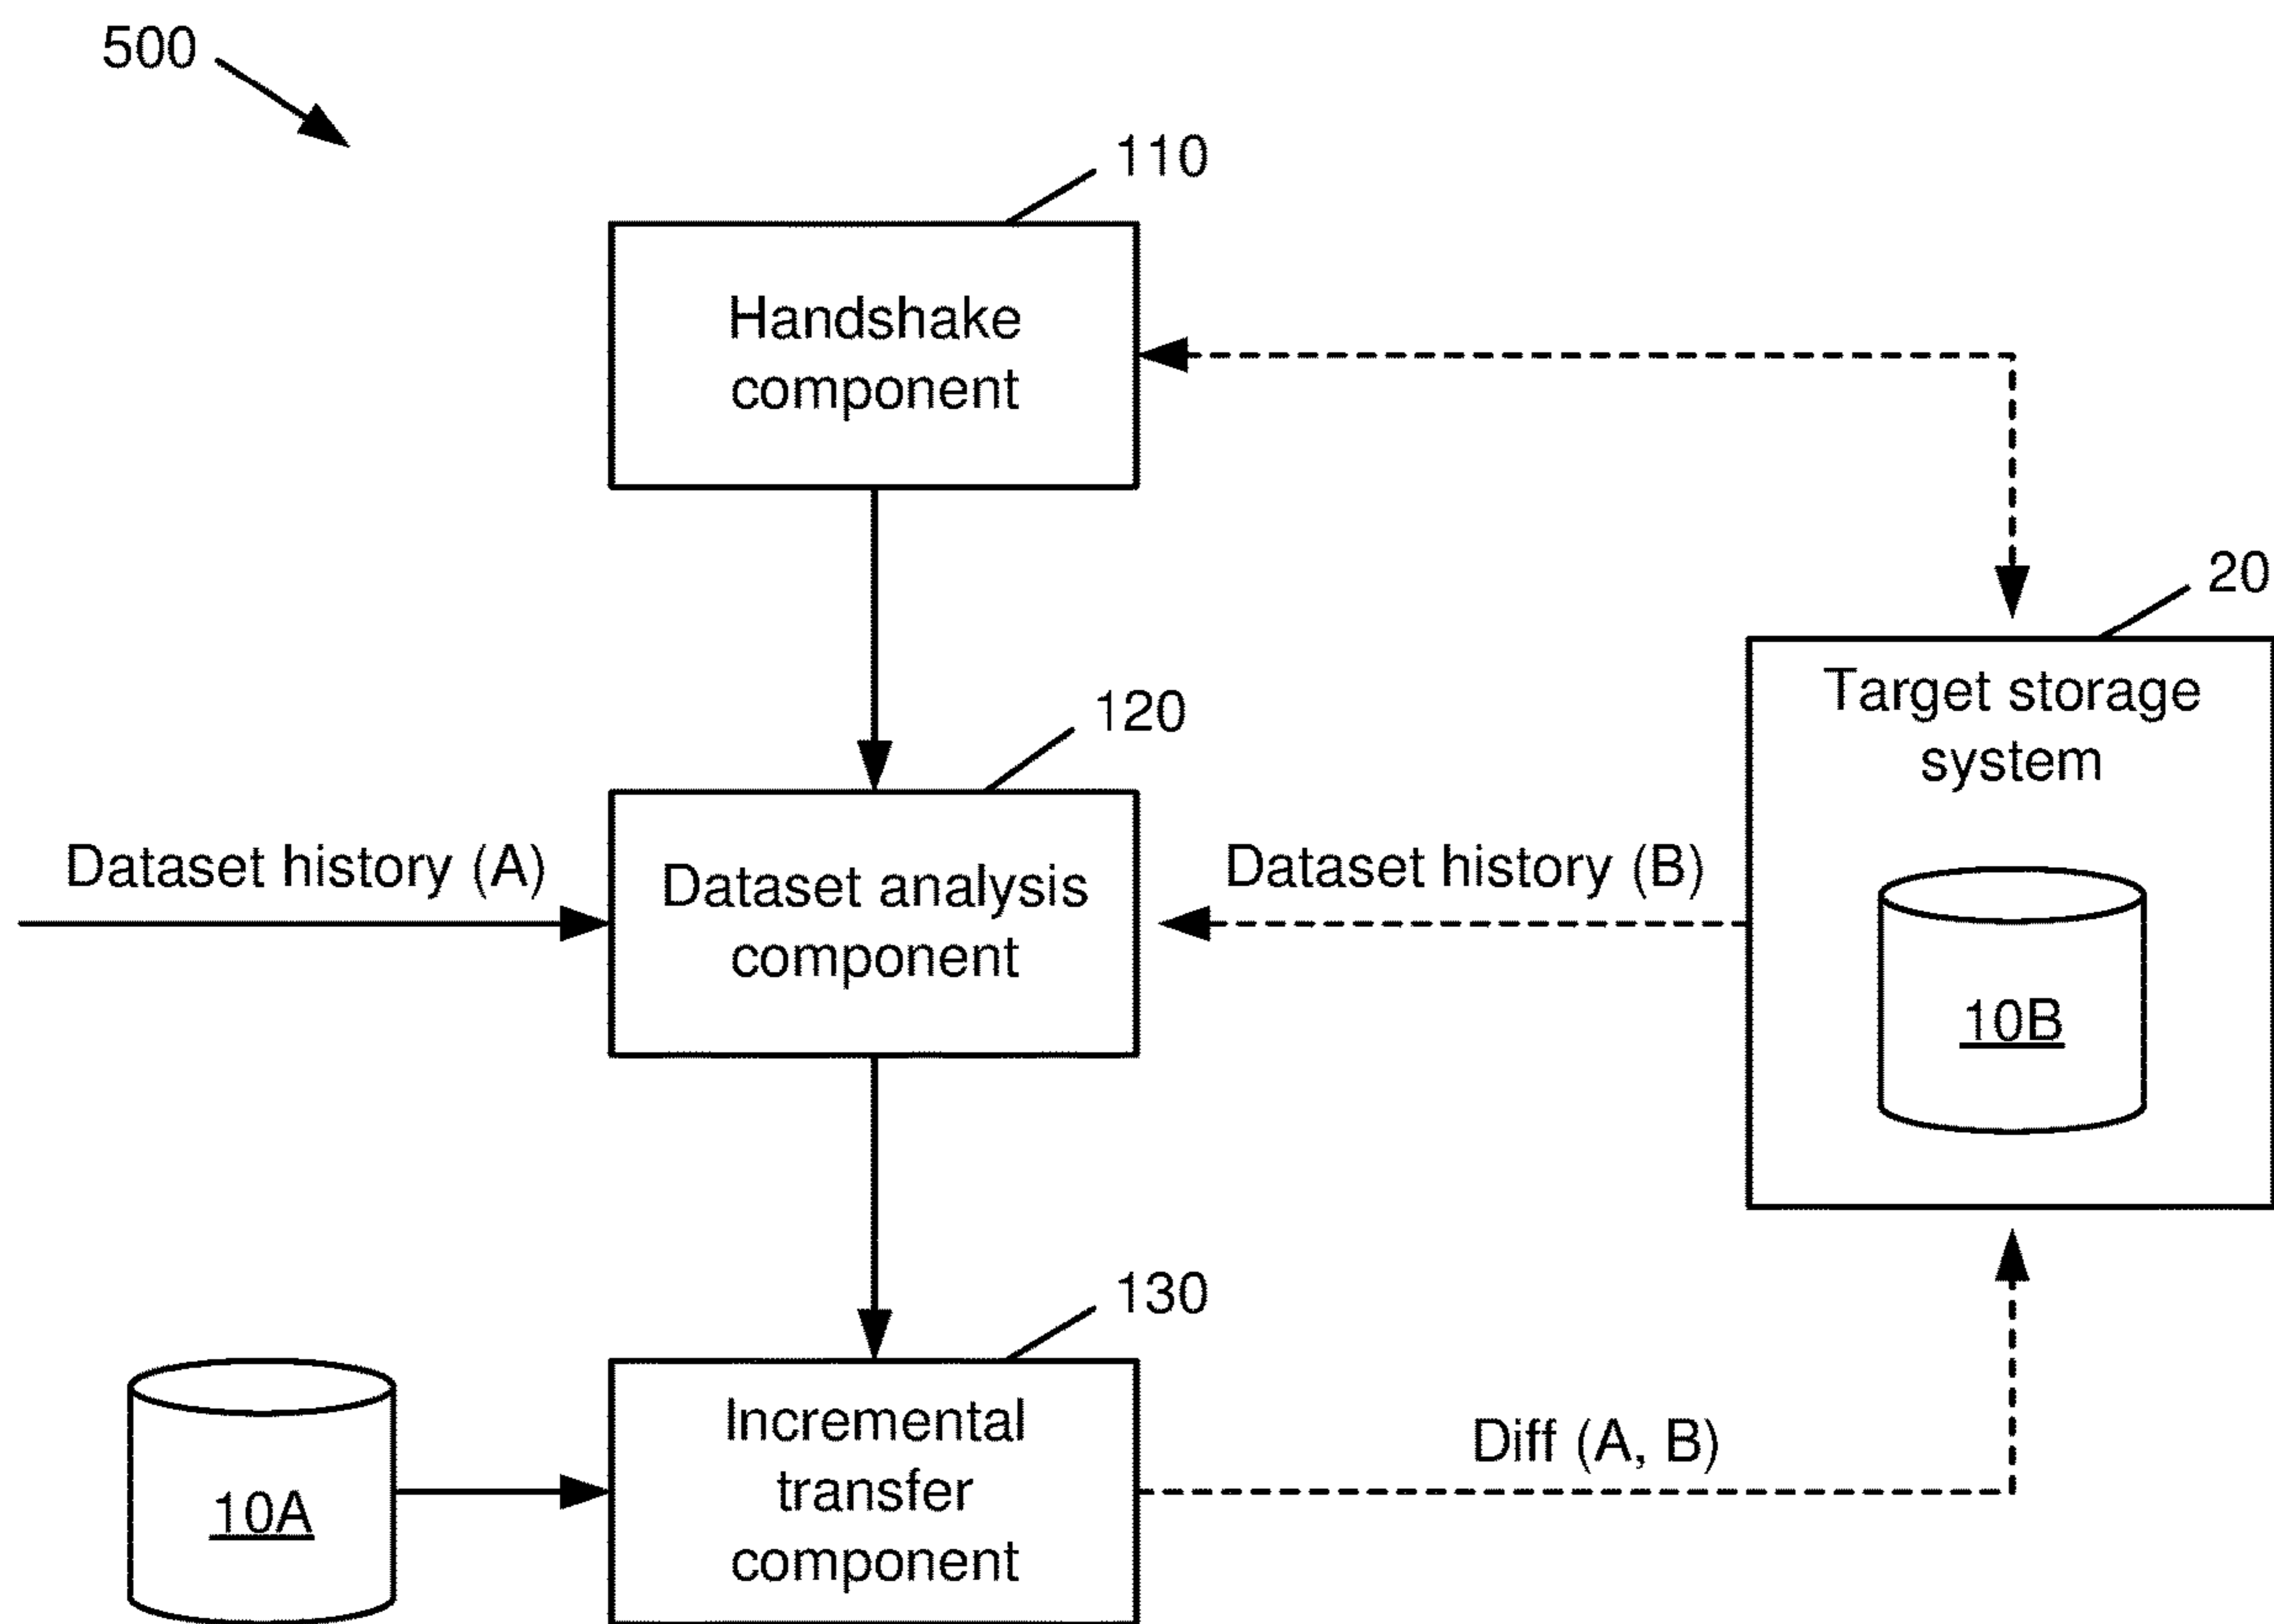 500
110
Handshake
component
20
Target storage
system
120
Dataset history (A)
Dataset analysis
component
Dataset history (B)
10B
130
Incremental
transfer
component
Diff (A, B)
10A